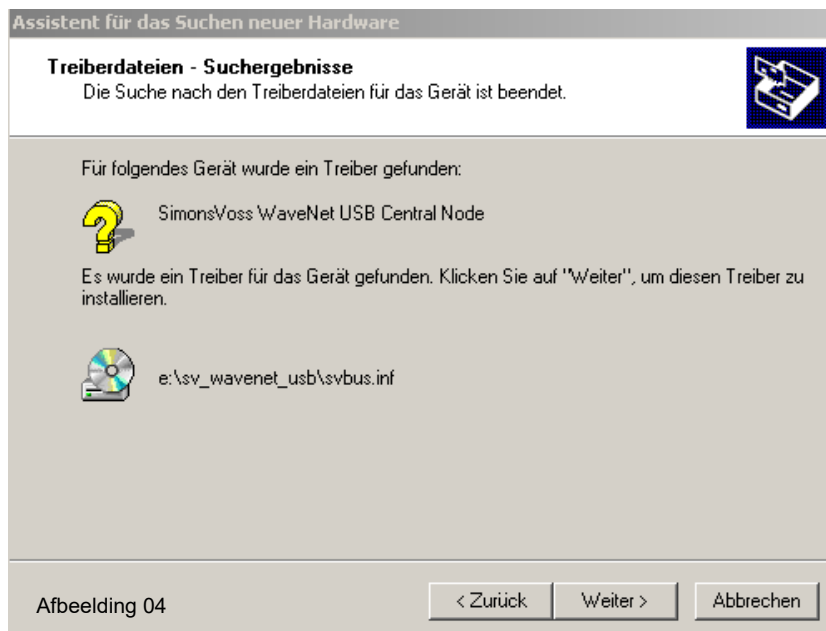 Assistent für das Suchen neuer Hardware
Treiberdateien - Suchergebnisse
Die Suche nach den Treiberdateien für das Gerät ist beendet.
Für folgendes Gerät wurde ein Treiber gefunden:
SimonsVoss WaveNet USB Central Node
Es wurde ein Treiber für das Gerät gefunden. Klicken Sie auf "Weiter", um diesen Treiber zu
installieren.
e:\sv_wavenet_usb\svbus.inf
Afbeelding 04
< Zurück
Weiter >
Abbrechen